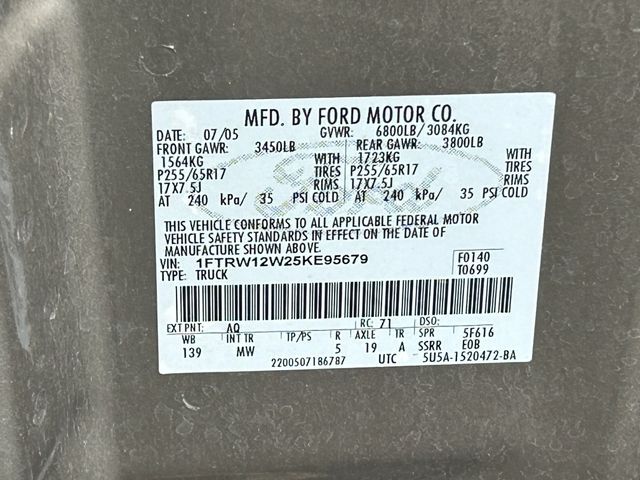 MFD. BY FORD MOTOR CO.
DATE: 07/05 GVWR: 6800LB/3084KG
FRONT GAWR: 3450LB REAR GAWR: 3800LB
1564KG WITH 1723KG WITH
P255/65R17 TIRES P255/65R17 TIRES
17X7.5J RIMS 17X7.5J RIMS
AT 240 kPa/ 35 PSI COLD AT 240 kPa/ 35 PSI COLD
THIS VEHICLE CONFORMS TO ALL APPLICABLE FEDERAL MOTOR
VEHICLE SAFETY STANDARDS IN EFFECT ON THE DATE OF
MANUFACTURE SHOWN ABOVE.
VIN: 1FTRW12W25KE95679 F0140
TYPE: TRUCK T0699
EXT PNT: AQ RC: 71 DSO:
WB INT TR TP/PS R AXLE TR SPR 5F616
139 MW 5 19 A SSRR EOB
2200507186787 UTC 5U5A-1520472-BA
Ford